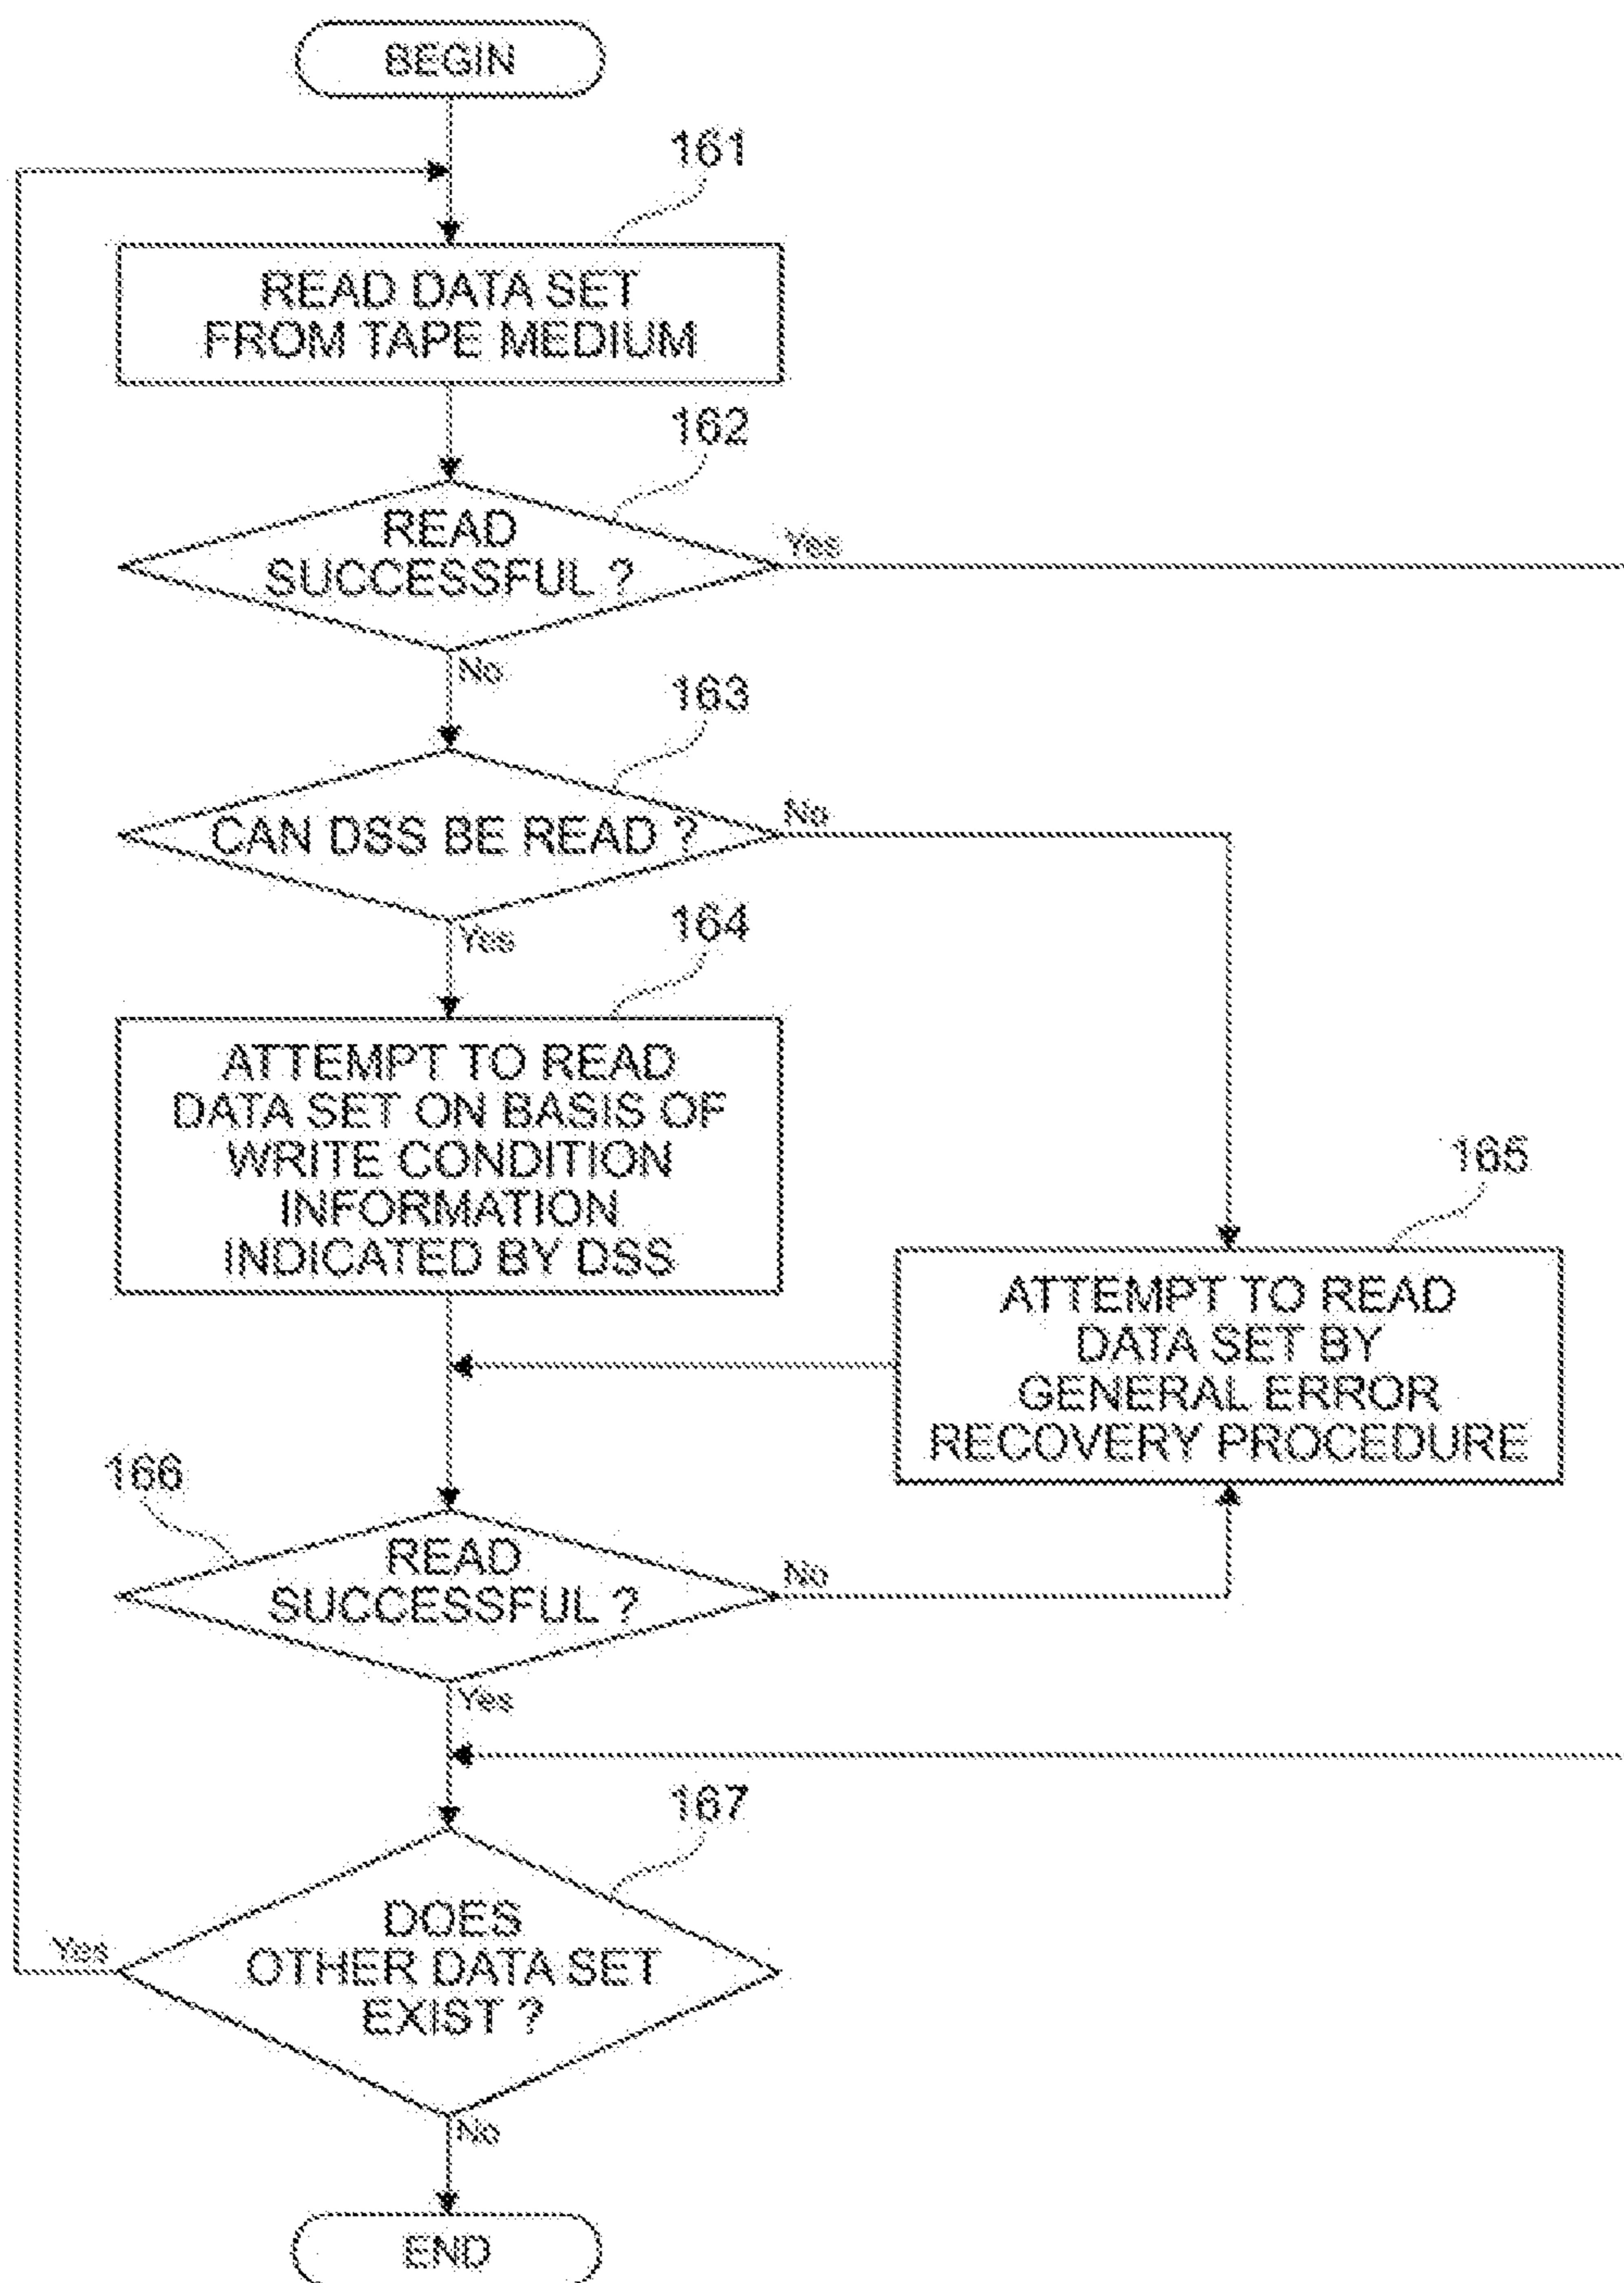 BEGIN
161
READ DATA SET
FROM TAPE MEDIUM
162
READ
SUCCESSFUL ?
Yes
No
163
CAN DSS BE READ ?
No
Yes
164
ATTEMPT TO READ
DATA SET ON BASIS OF
WRITE CONDITION
INFORMATION
INDICATED BY DSS
165
ATTEMPT TO READ
DATA SET BY
GENERAL ERROR
RECOVERY PROCEDURE
166
READ
SUCCESSFUL ?
No
Yes
167
DOES
OTHER DATA SET
EXIST ?
Yes
No
END